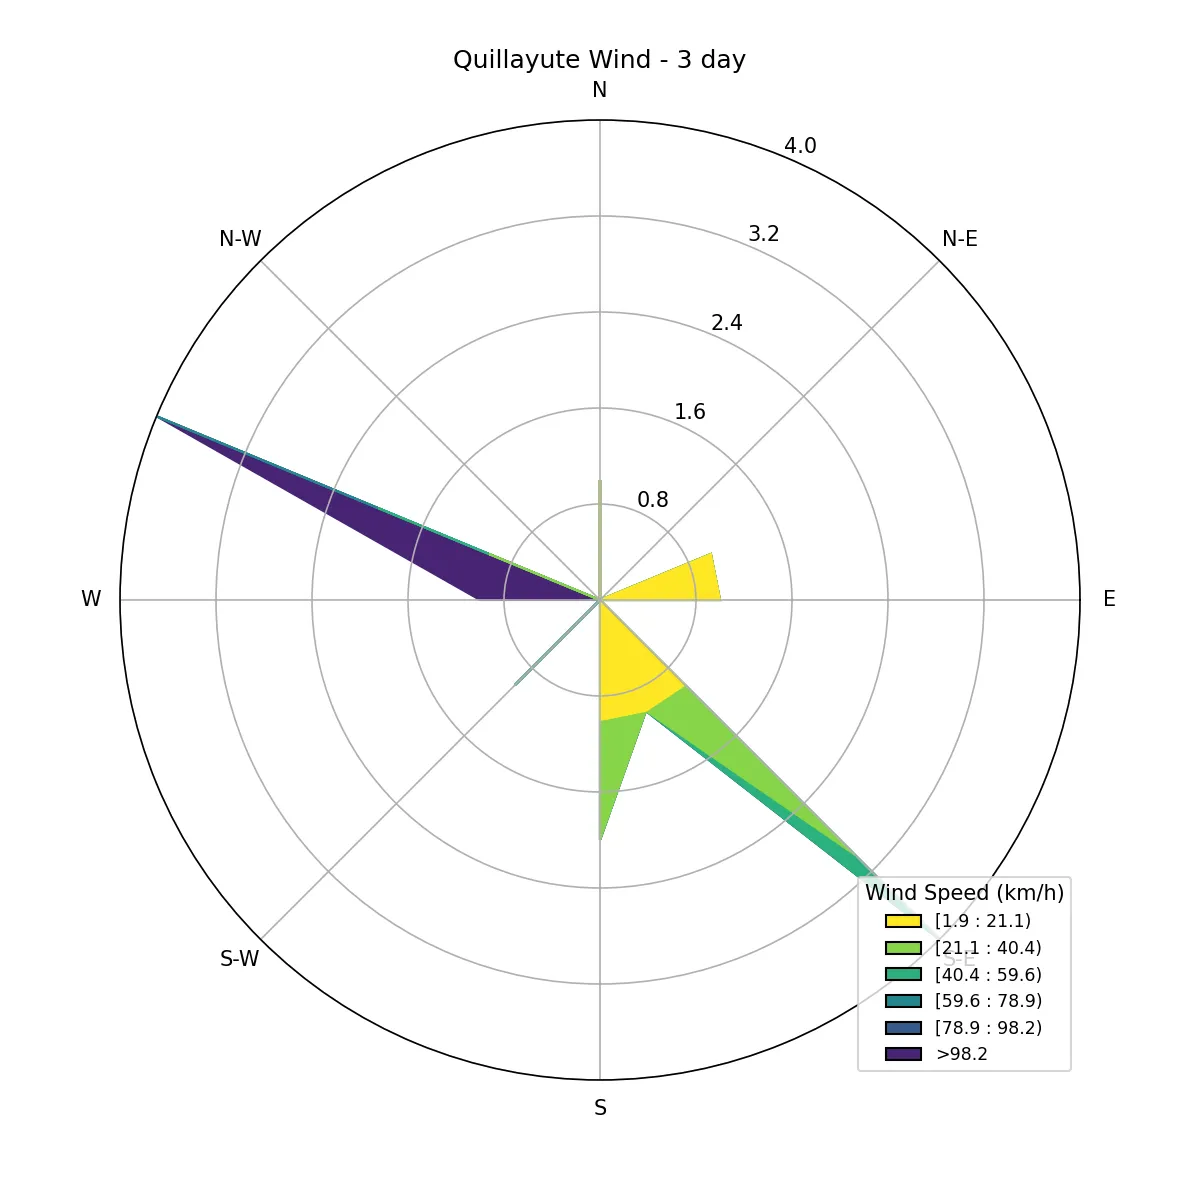 Quillayute Wind - 3 day
N
4.0
N-W
N-E
3.2
2.4
1.6
0.8
W
E
Wind Speed (km/h)
[1.9 : 21.1)
[21.1 : 40.4)
S-W
S-E
[40.4 : 59.6)
[59.6 : 78.9)
[78.9 : 98.2)
>98.2
S